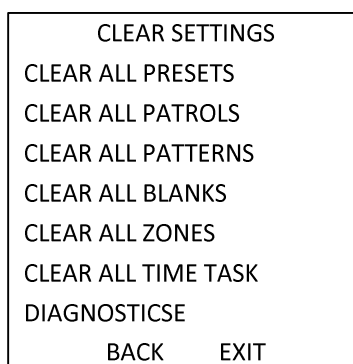 CLEAR SETTINGS
CLEAR ALL PRESETS
CLEAR ALL PATROLS
CLEAR ALL PATTERNS
CLEAR ALL BLANKS
CLEAR ALL ZONES
CLEAR ALL TIME TASK
DIAGNOSTICSE
BACK EXIT